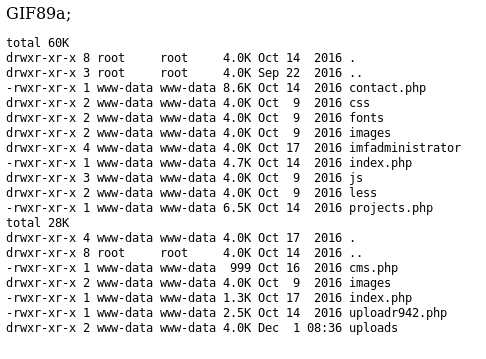 GIF89a;
total 60K
drwxr-xr-x 8 root     root     4.0K Oct 14  2016 .
drwxr-xr-x 3 root     root     4.0K Sep 22  2016 ..
-rwxr-xr-x 1 www-data www-data 8.6K Oct 14  2016 contact.php
drwxr-xr-x 2 www-data www-data 4.0K Oct  9  2016 css
drwxr-xr-x 2 www-data www-data 4.0K Oct  9  2016 fonts
drwxr-xr-x 2 www-data www-data 4.0K Oct  9  2016 images
drwxr-xr-x 4 www-data www-data 4.0K Oct 17  2016 imfadministrator
-rwxr-xr-x 1 www-data www-data 4.7K Oct 14  2016 index.php
drwxr-xr-x 3 www-data www-data 4.0K Oct  9  2016 js
drwxr-xr-x 2 www-data www-data 4.0K Oct  9  2016 less
-rwxr-xr-x 1 www-data www-data 6.5K Oct 14  2016 projects.php
total 28K
drwxr-xr-x 4 www-data www-data 4.0K Oct 17  2016 .
drwxr-xr-x 8 root     root     4.0K Oct 14  2016 ..
-rwxr-xr-x 1 www-data www-data  999 Oct 16  2016 cms.php
drwxr-xr-x 2 www-data www-data 4.0K Oct  9  2016 images
-rwxr-xr-x 1 www-data www-data 1.3K Oct 17  2016 index.php
-rwxr-xr-x 1 www-data www-data 2.5K Oct 14  2016 uploadr942.php
drwxr-xr-x 2 www-data www-data 4.0K Dec  1 08:36 uploads